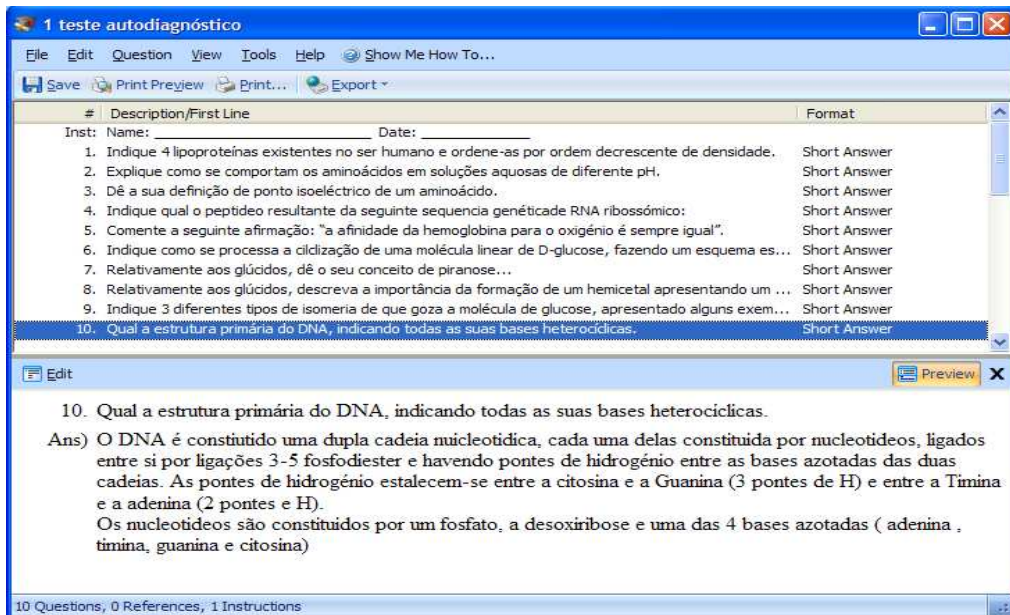 1 teste autodiagnóstico
File Edit Question View Tools Help Show Me How To...
Save Print Preview Print... Export
# Description/First Line Format
Inst: Name: ______________________ Date: ___________
1. Indique 4 lipoproteínas existentes no ser humano e ordene-as por ordem decrescente de densidade. Short Answer
2. Explique como se comportam os aminoácidos em soluções aquosas de diferente pH. Short Answer
3. Dê a sua definição de ponto isoeléctrico de um aminoácido. Short Answer
4. Indique qual o peptideo resultante da seguinte sequencia genéticade RNA ribossómico: Short Answer
5. Comente a seguinte afirmação: "a afinidade da hemoglobina para o oxigénio é sempre igual". Short Answer
6. Indique como se processa a cilclização de uma molécula linear de D-glucose, fazendo um esquema es... Short Answer
7. Relativamente aos glúcidos, dê o seu conceito de piranose... Short Answer
8. Relativamente aos glúcidos, descreva a importância da formação de um hemicetal apresentando um ... Short Answer
9. Indique 3 diferentes tipos de isomeria de que goza a molécula de glucose, apresentado alguns exem... Short Answer
10. Qual a estrutura primária do DNA, indicando todas as suas bases heterocíclicas. Short Answer
Edit Preview X
10. Qual a estrutura primária do DNA, indicando todas as suas bases heterocíclicas.
Ans) O DNA é constiutido uma dupla cadeia nuicleotidica, cada uma delas constituida por nucleotideos, ligados
entre si por ligações 3-5 fosfodiester e havendo pontes de hidrogénio entre as bases azotadas das duas
cadeias. As pontes de hidrogénio estalecem-se entre a citosina e a Guanina (3 pontes de H) e entre a Timina
e a adenina (2 pontes e H).
Os nucleotideos são constituidos por um fosfato, a desoxiribose e uma das 4 bases azotadas ( adenina ,
timina, guanina e citosina)
10 Questions, 0 References, 1 Instructions